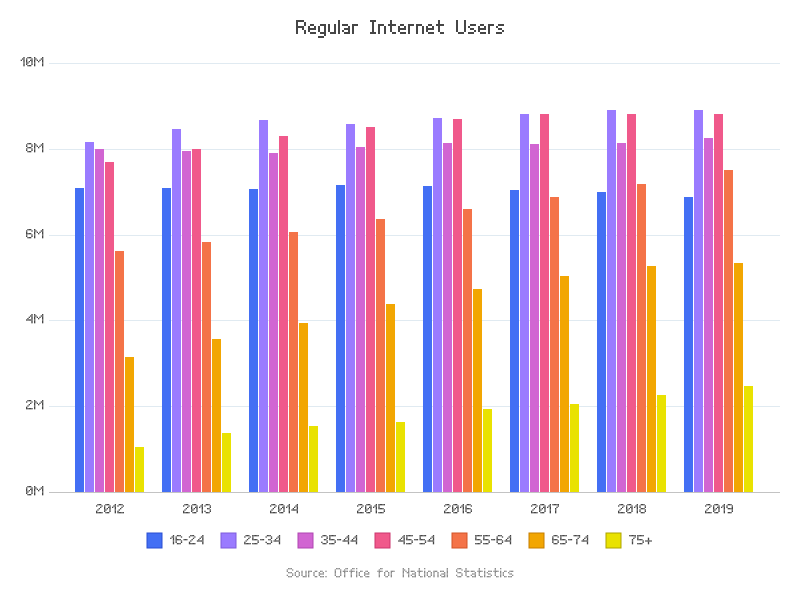 Regular Internet Users
10M
8M
6M
4M
2M
0M
2012 2013 2014 2015 2016 2017 2018 2019
16-24 25-34 35-44 45-54 55-64 65-74 75+
Source: Office for National Statistics